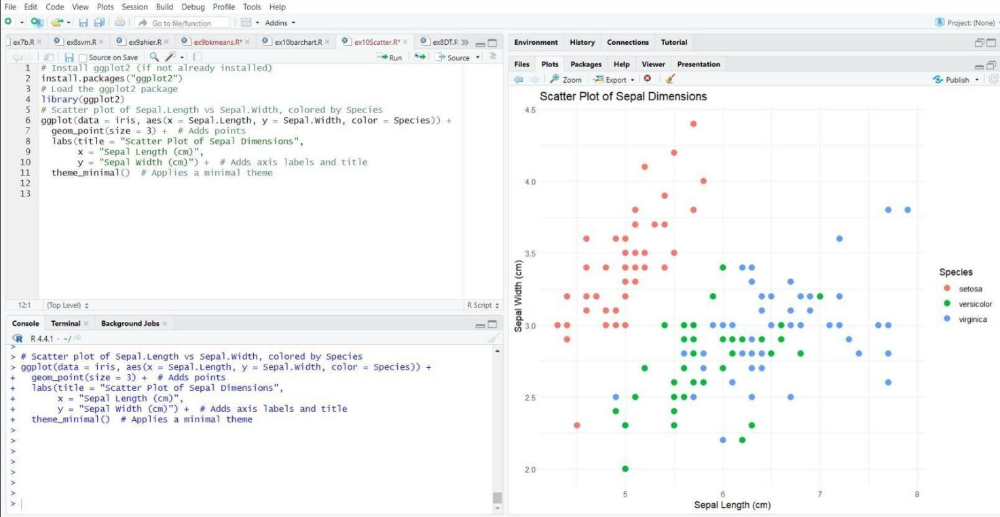 File Edit Code View Plots Session Build Debug Profile Tools Help
Go to file/function Addins Project: (None)
ex7b.R ex8svm.R ex9ahier.R ex9bkmeans.R* ex10barchart.R ex10Scatter.R* ex8DT.R
Source on Save Run Source
1 # Install ggplot2 (if not already installed)
2 install.packages("ggplot2")
3 # Load the ggplot2 package
4 library(ggplot2)
5 # Scatter plot of Sepal.Length vs Sepal.Width, colored by Species
6 ggplot(data = iris, aes(x = Sepal.Length, y = Sepal.Width, color = Species)) +
7 geom_point(size = 3) + # Adds points
8 labs(title = "Scatter Plot of Sepal Dimensions",
9 x = "Sepal Length (cm)",
10 y = "Sepal Width (cm)") + # Adds axis labels and title
11 theme_minimal() # Applies a minimal theme
12
13
12:1 (Top Level) R Script
Console Terminal Background Jobs
R R 4.4.1 · ~/
>
> # Scatter plot of Sepal.Length vs Sepal.Width, colored by Species
> ggplot(data = iris, aes(x = Sepal.Length, y = Sepal.Width, color = Species)) +
+ geom_point(size = 3) + # Adds points
+ labs(title = "Scatter Plot of Sepal Dimensions",
+ x = "Sepal Length (cm)",
+ y = "Sepal Width (cm)") + # Adds axis labels and title
+ theme_minimal() # Applies a minimal theme
>
>
>
>
>
>
>
>
Environment History Connections Tutorial
Files Plots Packages Help Viewer Presentation
Zoom Export Publish
Scatter Plot of Sepal Dimensions
4.5
4.0
3.5
3.0
2.5
2.0
Sepal Width (cm)
5 6 7 8
Sepal Length (cm)
Species
setosa
versicolor
virginica